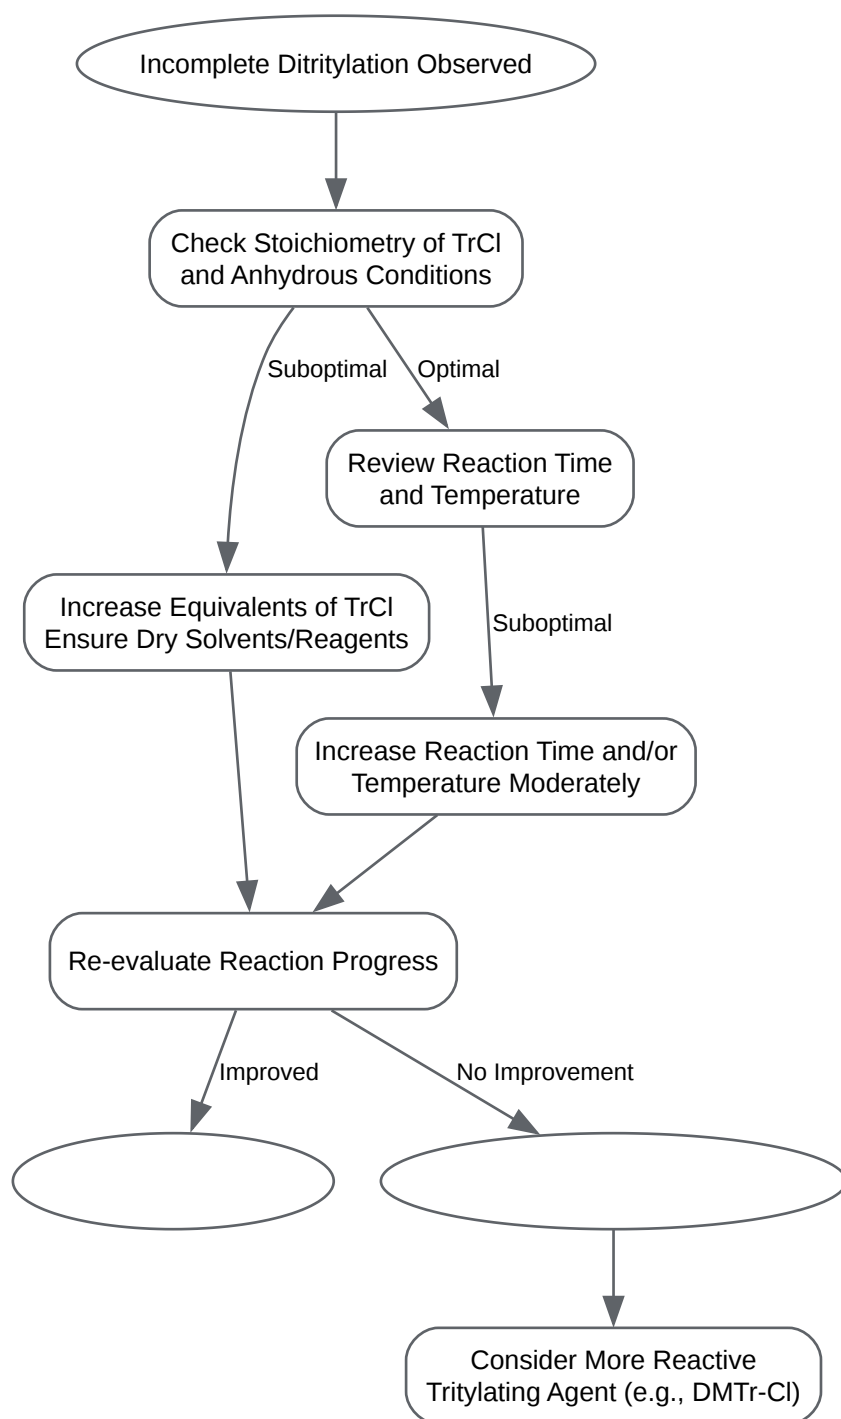 Incomplete Ditritylation Observed
Check Stoichiometry of TrCl
and Anhydrous Conditions
Suboptimal
Optimal
Review Reaction Time
and Temperature
Increase Equivalents of TrCl
Ensure Dry Solvents/Reagents
Suboptimal
Increase Reaction Time and/or
Temperature Moderately
Re-evaluate Reaction Progress
Improved
No Improvement
Consider More Reactive
Tritylating Agent (e.g., DMTr-Cl)